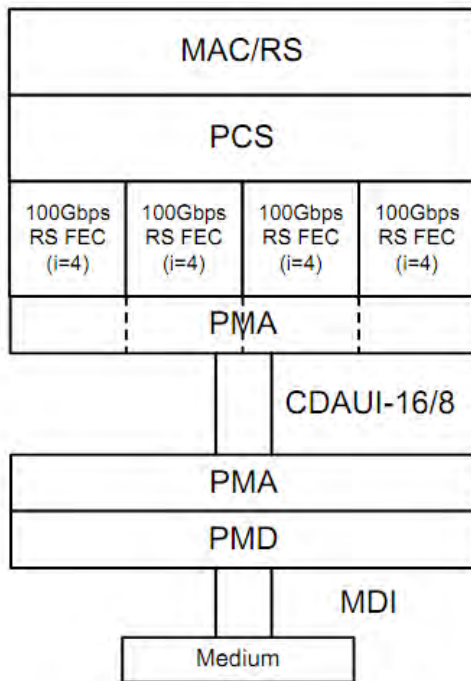 MAC/RS
PCS
100Gbps 100Gbps 100Gbps 100Gbps
RS FEC RS FEC RS FEC RS FEC
(i=4) (i=4) (i=4) (i=4)
PMA
CDAUI-16/8
PMA
PMD
MDI
Medium